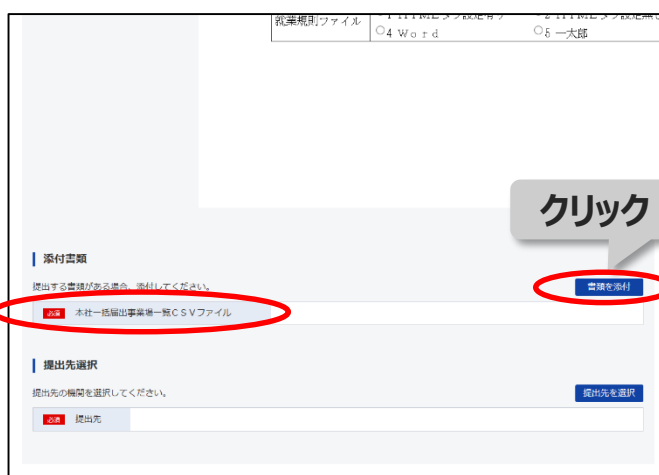 就業規則ファイル
○4 Ｗｏｒｄ ○5 一太郎
クリック
添付書類
提出する書類がある場合、添付してください。 書類を添付
必須 本社一括届出事業場一覧ＣＳＶファイル
提出先選択
提出先の機関を選択してください。 提出先を選択
必須 提出先